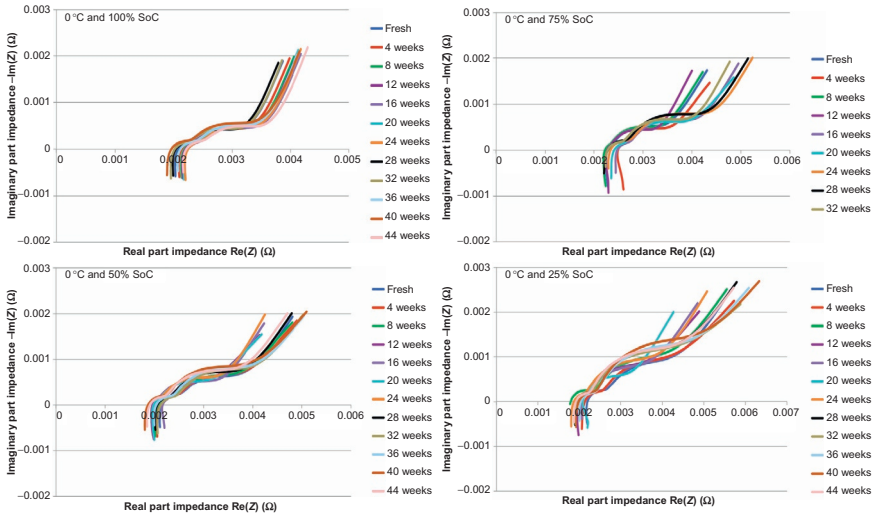 0 °C and 100% SoC
Imaginary part impedance –Im(Z) (Ω)
0.003
0.002
0.001
0
–0.001
–0.002
0 0.001 0.002 0.003 0.004 0.005
Real part impedance Re(Z) (Ω)
Fresh
4 weeks
8 weeks
12 weeks
16 weeks
20 weeks
24 weeks
28 weeks
32 weeks
36 weeks
40 weeks
44 weeks
0 °C and 75% SoC
Imaginary part impedance –Im(Z) (Ω)
0.003
0.002
0.001
0
–0.001
–0.002
0 0.001 0.002 0.003 0.004 0.005 0.006
Real part impedance Re(Z) (Ω)
Fresh
4 weeks
8 weeks
12 weeks
16 weeks
20 weeks
24 weeks
28 weeks
32 weeks
0 °C and 50% SoC
Imaginary part impedance –Im(Z) (Ω)
0.003
0.002
0.001
0
–0.001
–0.002
0 0.001 0.002 0.003 0.004 0.005 0.006
Real part impedance Re(Z) (Ω)
Fresh
4 weeks
8 weeks
12 weeks
16 weeks
20 weeks
24 weeks
28 weeks
32 weeks
36 weeks
40 weeks
44 weeks
0 °C and 25% SoC
Imaginary part impedance –Im(Z) (Ω)
0.003
0.002
0.001
0
–0.001
–0.002
0 0.001 0.002 0.003 0.004 0.005 0.006 0.007
Real part impedance Re(Z) (Ω)
Fresh
4 weeks
8 weeks
12 weeks
16 weeks
20 weeks
24 weeks
28 weeks
32 weeks
36 weeks
40 weeks
44 weeks